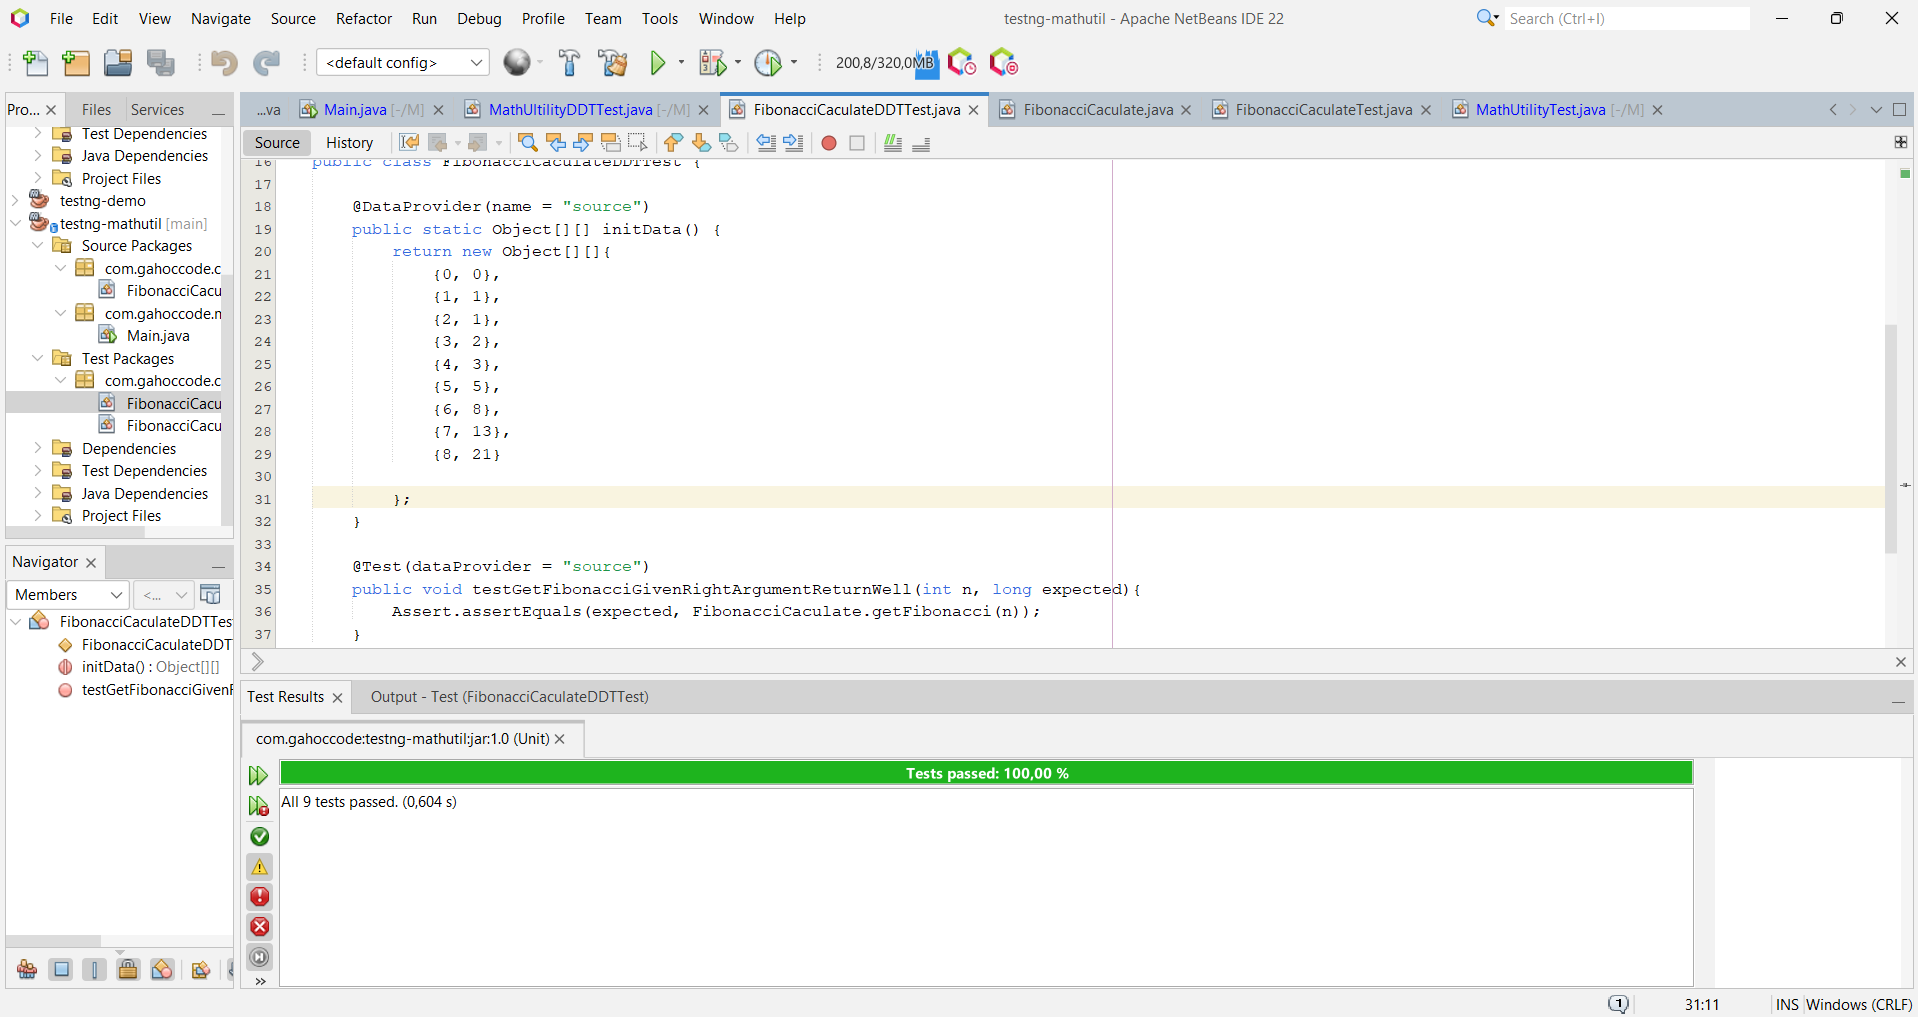 File Edit View Navigate Source Refactor Run Debug Profile Team Tools Window Help
testng-mathutil - Apache NetBeans IDE 22
Search (Ctrl+I)
<default config>
200,8/320,0MB
Pro... Files Services
Test Dependencies
Java Dependencies
Project Files
testng-demo
testng-mathutil [main]
Source Packages
com.gahoccode.c
FibonacciCacu
com.gahoccode.m
Main.java
Test Packages
com.gahoccode.c
FibonacciCacu
FibonacciCacu
Dependencies
Test Dependencies
Java Dependencies
Project Files
Navigator
Members
<...
FibonacciCaculateDDTTes
FibonacciCaculateDDT
initData() : Object[][]
testGetFibonacciGivenR
...va Main.java [-/M] MathUltilityDDTTest.java [-/M] FibonacciCaculateDDTTest.java FibonacciCaculate.java FibonacciCaculateTest.java MathUtilityTest.java [-/M]
Source History
16 public class FibonacciCaculateDDTTest {
17
18 @DataProvider(name = "source")
19 public static Object[][] initData() {
20 return new Object[][]{
21 {0, 0},
22 {1, 1},
23 {2, 1},
24 {3, 2},
25 {4, 3},
26 {5, 5},
27 {6, 8},
28 {7, 13},
29 {8, 21}
30
31 };
32 }
33
34 @Test(dataProvider = "source")
35 public void testGetFibonacciGivenRightArgumentReturnWell(int n, long expected){
36 Assert.assertEquals(expected, FibonacciCaculate.getFibonacci(n));
37 }
Test Results Output - Test (FibonacciCaculateDDTTest)
com.gahoccode:testng-mathutil:jar:1.0 (Unit)
Tests passed: 100,00 %
All 9 tests passed. (0,604 s)
1 31:11 INS Windows (CRLF)